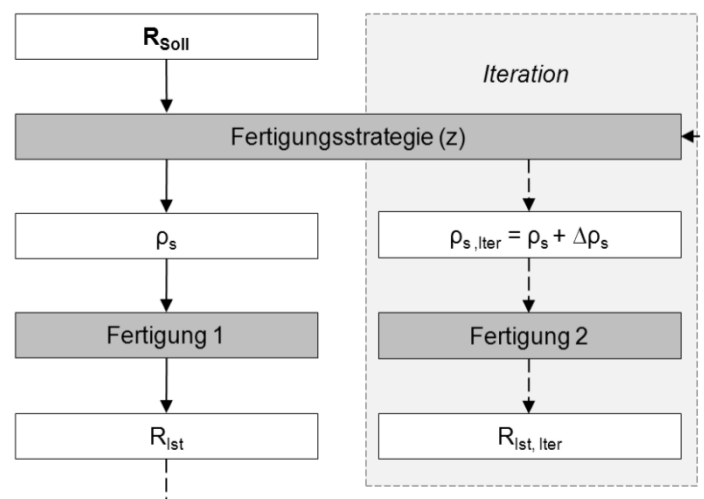 R_Soll
Iteration
Fertigungsstrategie (z)
ρ_s
ρ_s,Iter = ρ_s + Δρ_s
Fertigung 1
Fertigung 2
R_Ist
R_Ist, Iter